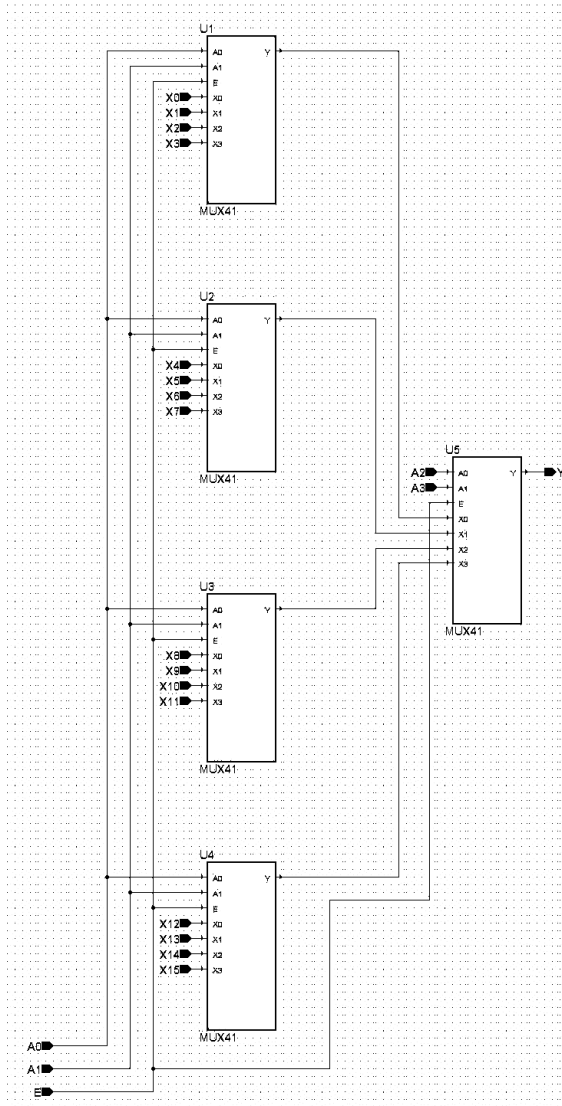 U1
A0 Y
A1
E
X0 X0
X1 X1
X2 X2
X3 X3
MUX41
U2
A0 Y
A1
E
X4 X0
X5 X1
X6 X2
X7 X3
MUX41
U5
A2 A0 Y Y
A3 A1
E
X0
X1
X2
X3
MUX41
U3
A0 Y
A1
E
X8 X0
X9 X1
X10 X2
X11 X3
MUX41
U4
A0 Y
A1
E
X12 X0
X13 X1
X14 X2
X15 X3
MUX41
A0
A1
E